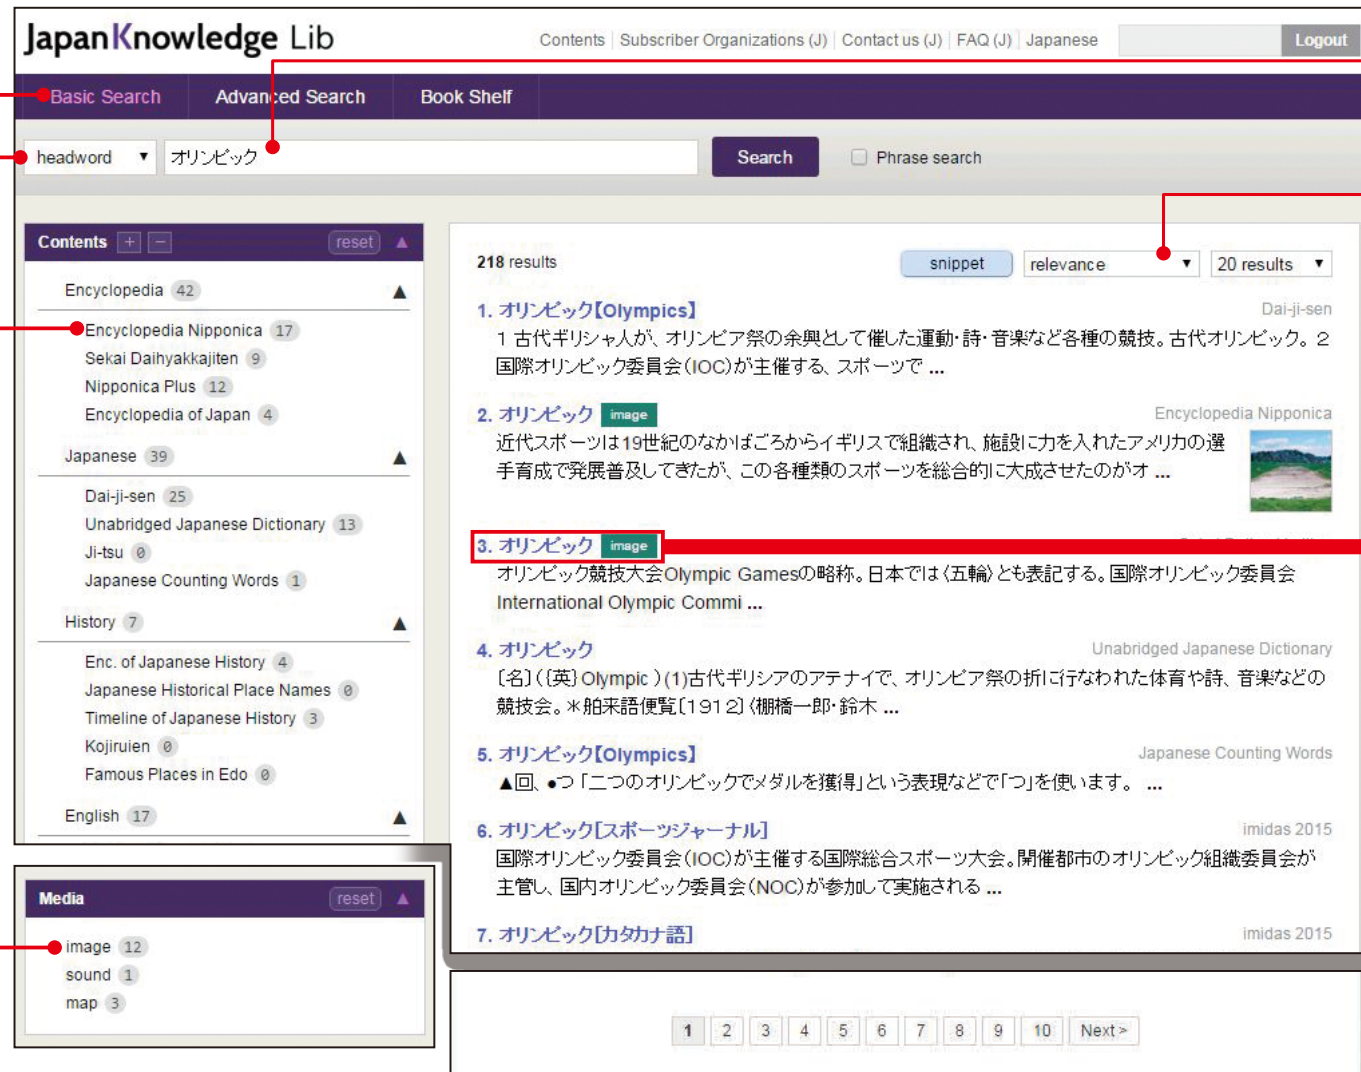 JapanKnowledge Lib
Contents | Subscriber Organizations (J) | Contact us (J) | FAQ (J) | Japanese
Logout
Basic Search
Advanced Search
Book Shelf
headword ▼
オリンピック
Search
Phrase search
Contents + −
reset ▲
Encyclopedia 42 ▲
Encyclopedia Nipponica 17
Sekai Daihyakkajiten 9
Nipponica Plus 12
Encyclopedia of Japan 4
Japanese 39 ▲
Dai-ji-sen 25
Unabridged Japanese Dictionary 13
Ji-tsu 0
Japanese Counting Words 1
History 7 ▲
Enc. of Japanese History 4
Japanese Historical Place Names 0
Timeline of Japanese History 3
Kojiruien 0
Famous Places in Edo 0
English 17 ▲
Media
reset ▲
image 12
sound 1
map 3
218 results
snippet
relevance ▼
20 results ▼
1. オリンピック【Olympics】
Dai-ji-sen
1 古代ギリシャ人が、オリンピア祭の余興として催した運動・詩・音楽など各種の競技。古代オリンピック。 2
国際オリンピック委員会(IOC)が主催する、スポーツで ...
2. オリンピック image
Encyclopedia Nipponica
近代スポーツは19世紀のなかばごろからイギリスで組織され、施設に力を入れたアメリカの選
手育成で発展普及してきたが、この各種類のスポーツを総合的に大成させたのがオ ...
3. オリンピック image
オリンピック競技大会Olympic Gamesの略称。日本では〈五輪〉とも表記する。国際オリンピック委員会
International Olympic Commi ...
4. オリンピック
Unabridged Japanese Dictionary
〔名〕({英}Olympic )(1)古代ギリシアのアテナイで、オリンピア祭の折に行なわれた体育や詩、音楽などの
競技会。＊舶来語便覧〔1912〕〈棚橋一郎・鈴木 ...
5. オリンピック【Olympics】
Japanese Counting Words
▲回、●つ 「二つのオリンピックでメダルを獲得」という表現などで「つ」を使います。 ...
6. オリンピック[スポーツジャーナル]
imidas 2015
国際オリンピック委員会(IOC)が主催する国際総合スポーツ大会。開催都市のオリンピック組織委員会が
主管し、国内オリンピック委員会(NOC)が参加して実施される ...
7. オリンピック[カタカナ語]
imidas 2015
1 2 3 4 5 6 7 8 9 10 Next >